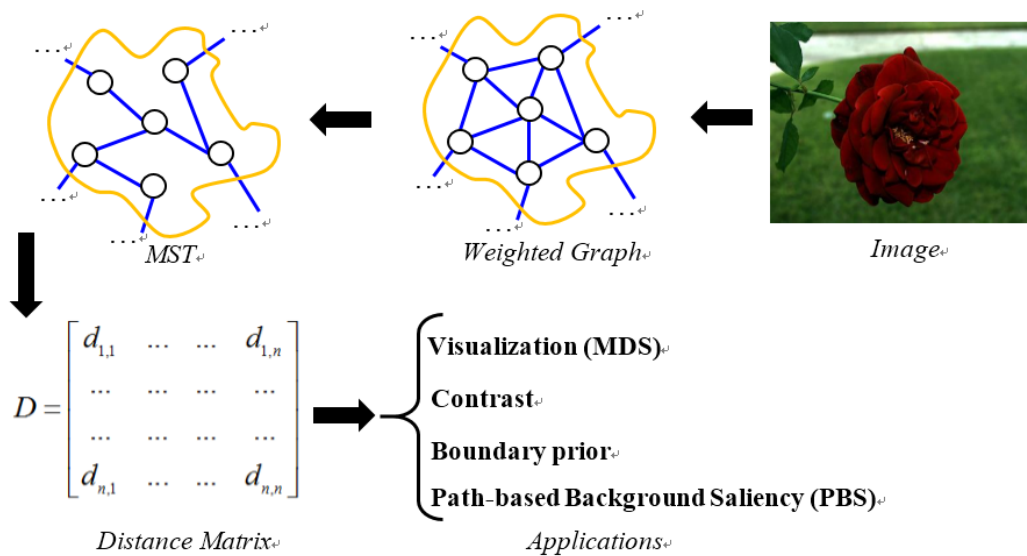 MST
Weighted Graph
Image
D =
d1,1 ... ... d1,n
... ... ... ...
... ... ... ...
dn,1 ... ... dn,n
Distance Matrix
Visualization (MDS)
Contrast
Boundary prior
Path-based Background Saliency (PBS)
Applications